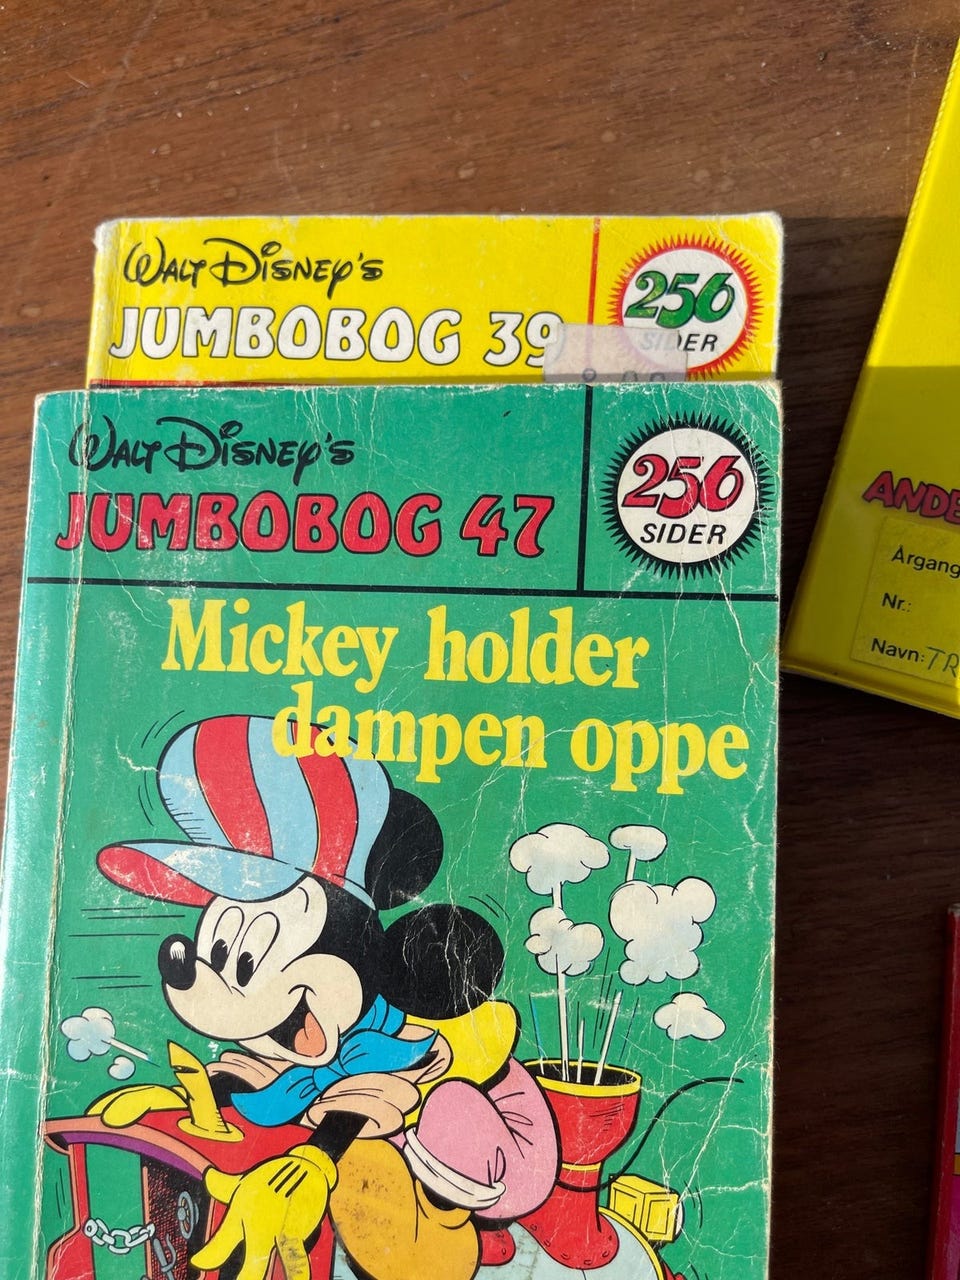 WALT DISNEY'S
JUMBOBOG 39
256
SIDER
WALT DISNEY'S
JUMBOBOG 47
256
SIDER
Mickey holder
dampen oppe
ANDE
Årgang
Nr.:
Navn: TR